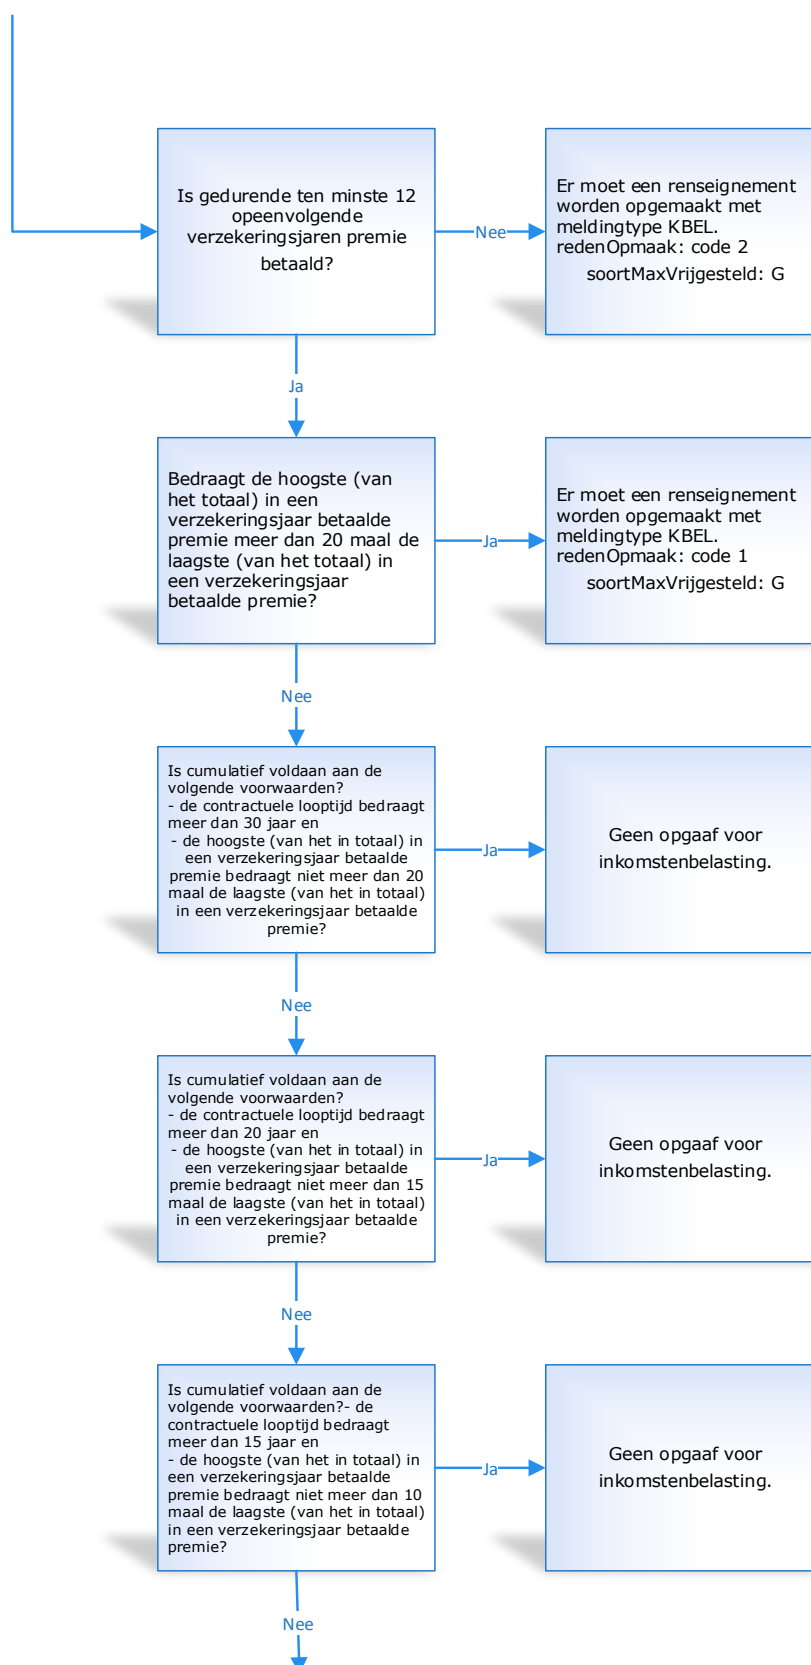 Is gedurende ten minste 12
opeenvolgende
verzekeringsjaren premie
betaald?
Nee
Er moet een renseignement
worden opgemaakt met
meldingtype KBEL.
redenOpmaak: code 2
soortMaxVrijgesteld: G
Ja
Bedraagt de hoogste (van
het totaal) in een
verzekeringsjaar betaalde
premie meer dan 20 maal de
laagste (van het totaal) in
een verzekeringsjaar
betaalde premie?
Ja
Er moet een renseignement
worden opgemaakt met
meldingtype KBEL.
redenOpmaak: code 1
soortMaxVrijgesteld: G
Nee
Is cumulatief voldaan aan de
volgende voorwaarden?
- de contractuele looptijd bedraagt
meer dan 30 jaar en
- de hoogste (van het in totaal) in
een verzekeringsjaar betaalde
premie bedraagt niet meer dan 20
maal de laagste (van het in totaal)
in een verzekeringsjaar betaalde
premie?
Ja
Geen opgaaf voor
inkomstenbelasting.
Nee
Is cumulatief voldaan aan de
volgende voorwaarden?
- de contractuele looptijd bedraagt
meer dan 20 jaar en
- de hoogste (van het in totaal) in
een verzekeringsjaar betaalde
premie bedraagt niet meer dan 15
maal de laagste (van het in totaal)
in een verzekeringsjaar betaalde
premie?
Ja
Geen opgaaf voor
inkomstenbelasting.
Nee
Is cumulatief voldaan aan de
volgende voorwaarden?- de
contractuele looptijd bedraagt
meer dan 15 jaar en
- de hoogste (van het in totaal) in
een verzekeringsjaar betaalde
premie bedraagt niet meer dan 10
maal de laagste (van het in totaal)
in een verzekeringsjaar betaalde
premie?
Ja
Geen opgaaf voor
inkomstenbelasting.
Nee